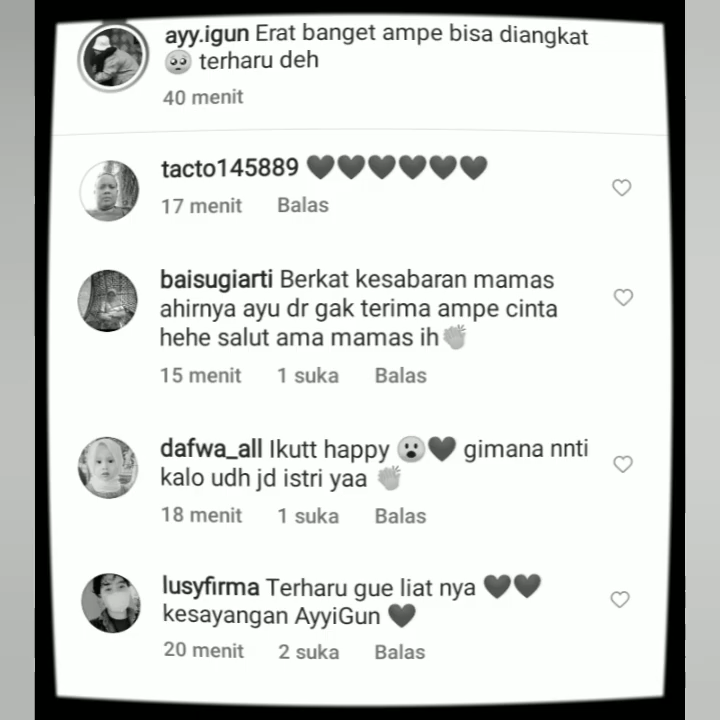 ayy.igun Erat banget ampe bisa diangkat
🥺 terharu deh
40 menit
tacto145889 🖤🖤🖤🖤🖤🖤
17 menit Balas
baisugiarti Berkat kesabaran mamas
ahirnya ayu dr gak terima ampe cinta
hehe salut ama mamas ih👏
15 menit 1 suka Balas
dafwa_all Ikutt happy 😮🖤 gimana nnti
kalo udh jd istri yaa 👏
18 menit 1 suka Balas
lusyfirma Terharu gue liat nya 🖤🖤
kesayangan AyyiGun 🖤
20 menit 2 suka Balas